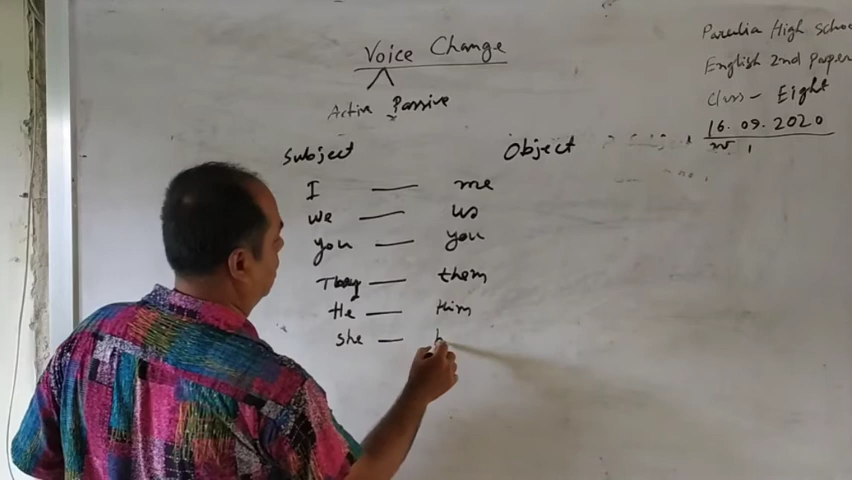 Voice Change
Active Passive
Parulia High School
English 2nd Paper
Class - Eight
16.09.2020
Subject Object
I — me
we — us
you — you
They — them
He — Him
she — h